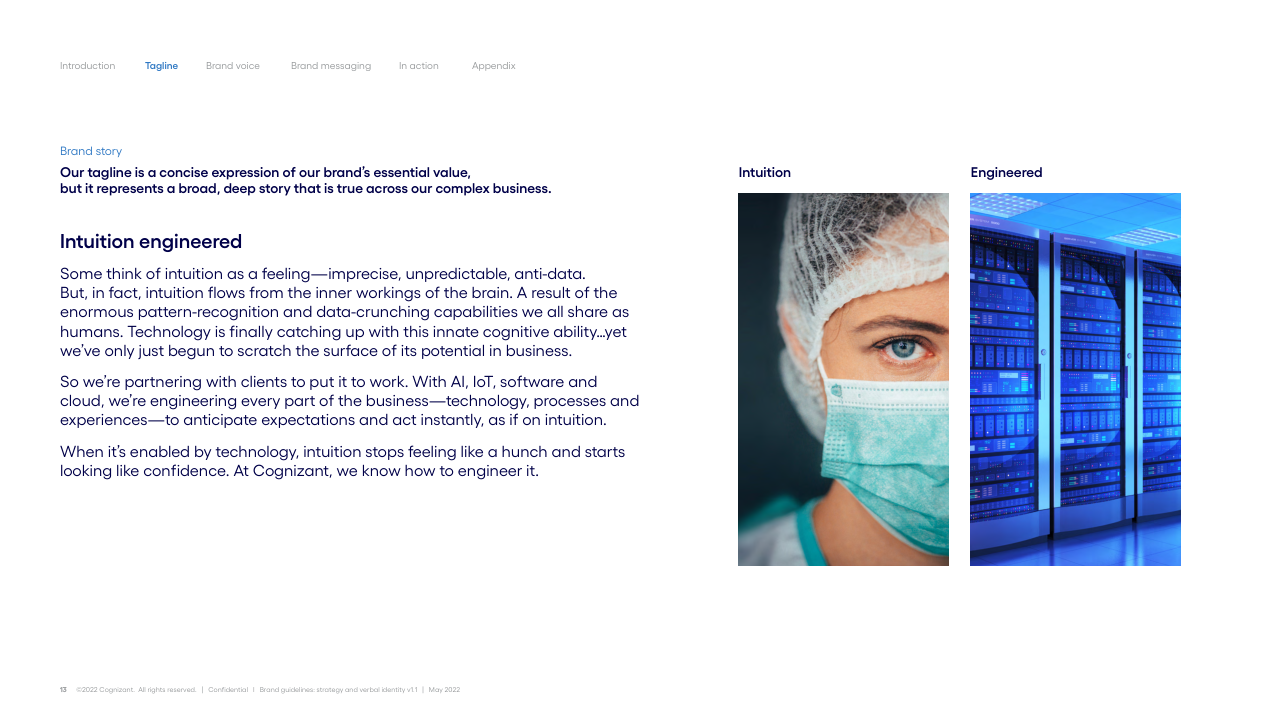 Introduction Tagline Brand voice Brand messaging In action Appendix
Brand story
Our tagline is a concise expression of our brand's essential value,
but it represents a broad, deep story that is true across our complex business.
Intuition engineered
Some think of intuition as a feeling—imprecise, unpredictable, anti-data.
But, in fact, intuition flows from the inner workings of the brain. A result of the
enormous pattern-recognition and data-crunching capabilities we all share as
humans. Technology is finally catching up with this innate cognitive ability…yet
we've only just begun to scratch the surface of its potential in business.
So we're partnering with clients to put it to work. With AI, IoT, software and
cloud, we're engineering every part of the business—technology, processes and
experiences—to anticipate expectations and act instantly, as if on intuition.
When it's enabled by technology, intuition stops feeling like a hunch and starts
looking like confidence. At Cognizant, we know how to engineer it.
Intuition
Engineered
13 ©2022 Cognizant. All rights reserved. | Confidential | Brand guidelines: strategy and verbal identity v1.1 | May 2022